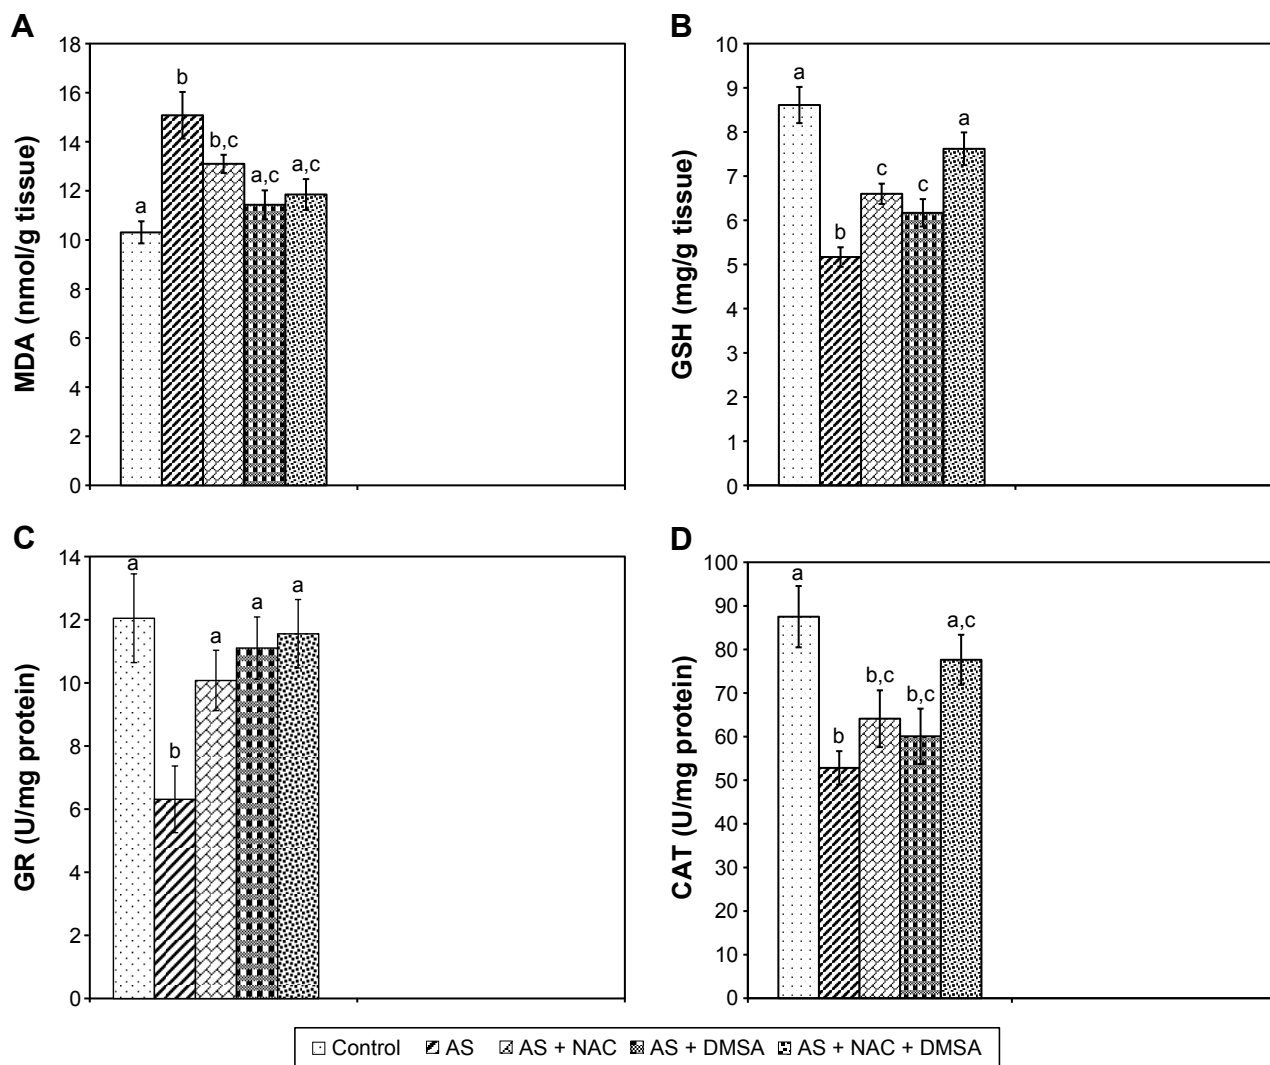 A
MDA (nmol/g tissue)
18
16
14
12
10
8
6
4
2
0
a
b
b,c
a,c
a,c
B
GSH (mg/g tissue)
10
9
8
7
6
5
4
3
2
1
0
a
b
c
c
a
C
GR (U/mg protein)
14
12
10
8
6
4
2
0
a
b
a
a
a
D
CAT (U/mg protein)
100
90
80
70
60
50
40
30
20
10
0
a
b
b,c
b,c
a,c
Control AS AS + NAC AS + DMSA AS + NAC + DMSA